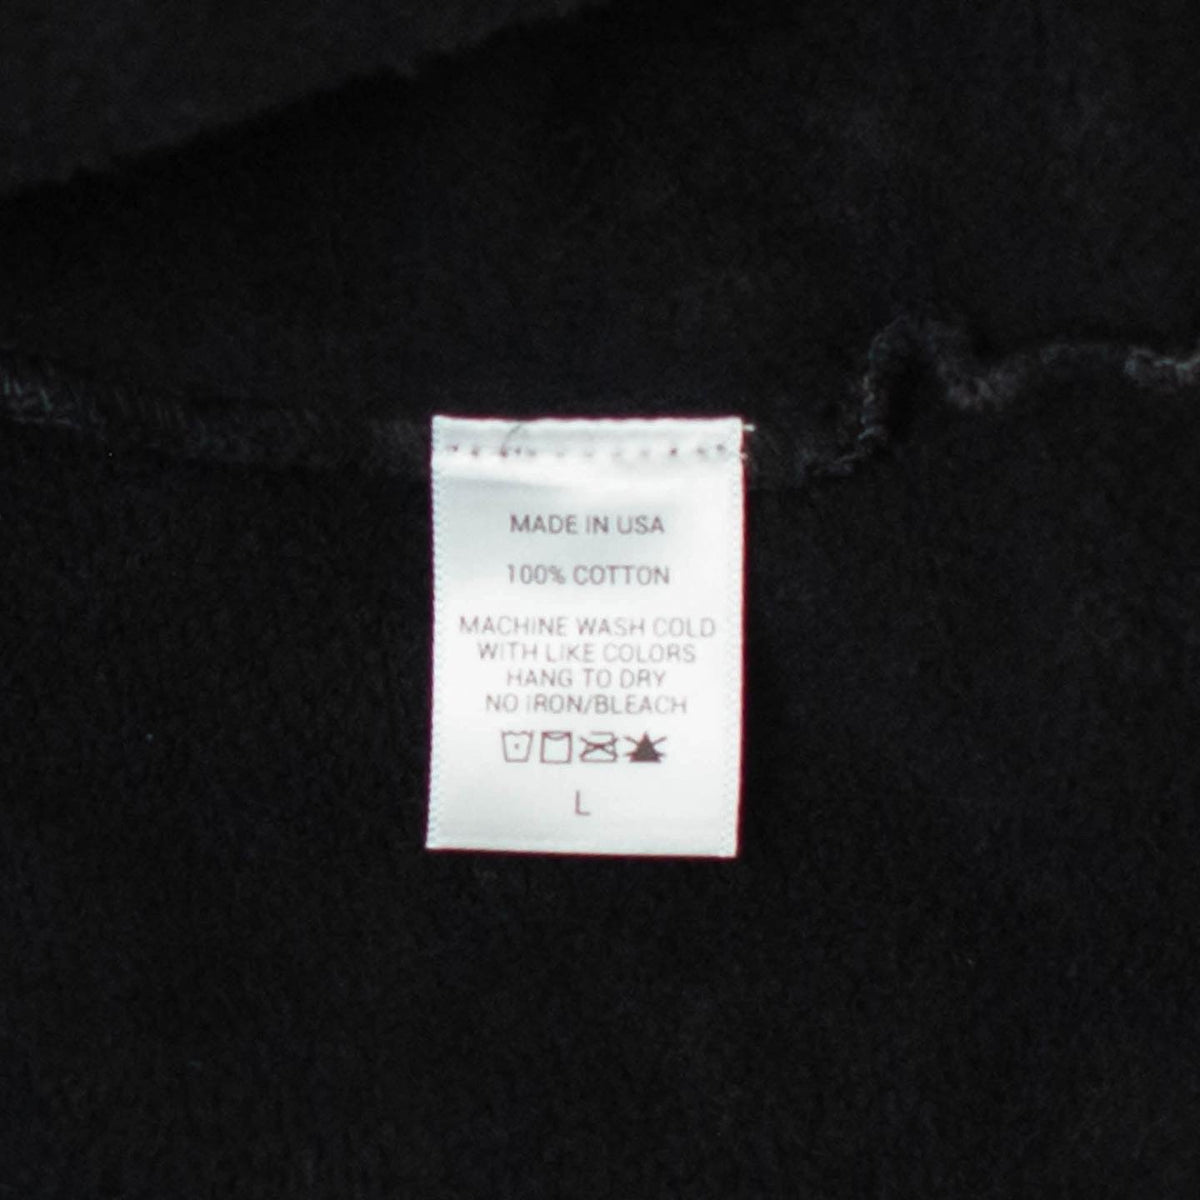 MADE IN USA
100% COTTON
MACHINE WASH COLD
WITH LIKE COLORS
HANG TO DRY
NO IRON/BLEACH
L